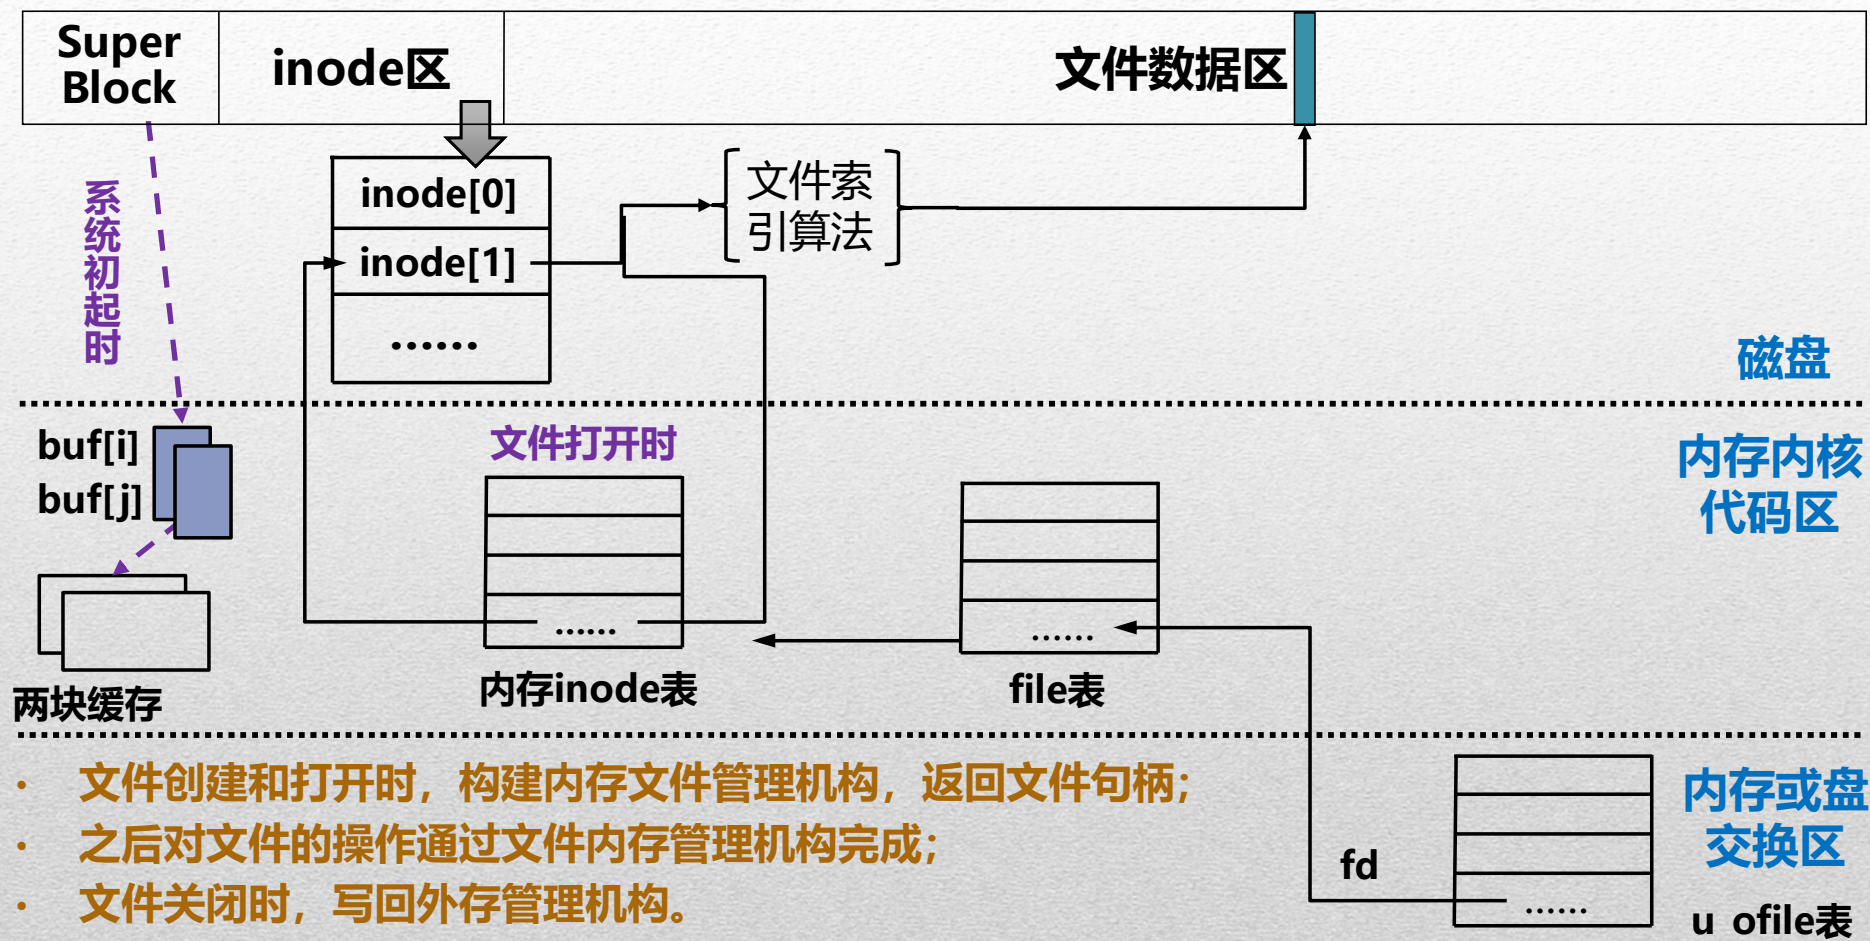 Super
Block
inode区
文件数据区
系统初起时
inode[0]
inode[1]
......
文件索
引算法
磁盘
buf[i]
buf[j]
两块缓存
文件打开时
......
内存inode表
......
file表
内存内核
代码区
· 文件创建和打开时，构建内存文件管理机构，返回文件句柄；
· 之后对文件的操作通过文件内存管理机构完成；
· 文件关闭时，写回外存管理机构。
fd
......
内存或盘
交换区
u ofile表